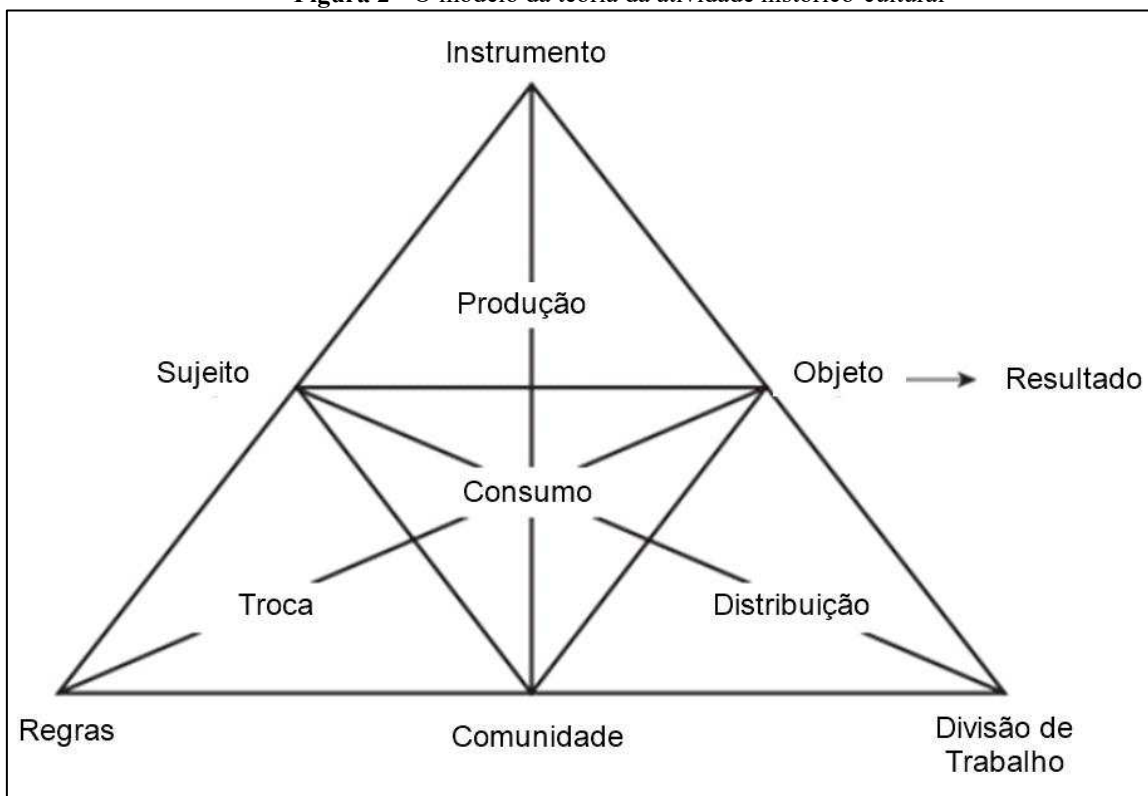 Figura 2 - O modelo da teoria da atividade histórico-cultural
Instrumento
Produção
Sujeito
Objeto
Resultado
Consumo
Troca
Distribuição
Regras
Comunidade
Divisão de
Trabalho